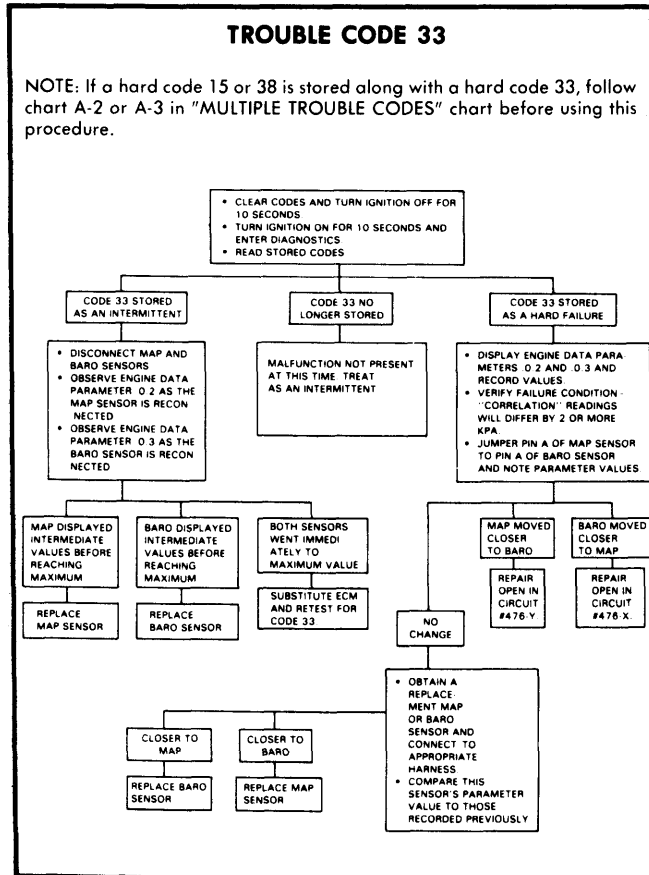 TROUBLE CODE 33
NOTE: If a hard code 15 or 38 is stored along with a hard code 33, follow
chart A-2 or A-3 in "MULTIPLE TROUBLE CODES" chart before using this
procedure.
• CLEAR CODES AND TURN IGNITION OFF FOR
10 SECONDS
• TURN IGNITION ON FOR 10 SECONDS AND
ENTER DIAGNOSTICS
• READ STORED CODES
CODE 33 STORED
AS AN INTERMITTENT
CODE 33 NO
LONGER STORED
CODE 33 STORED
AS A HARD FAILURE
• DISCONNECT MAP AND
BARO SENSORS
• OBSERVE ENGINE DATA
PARAMETER 0.2 AS THE
MAP SENSOR IS RECON
NECTED
• OBSERVE ENGINE DATA
PARAMETER 0.3 AS THE
BARO SENSOR IS RECON
NECTED
MALFUNCTION NOT PRESENT
AT THIS TIME TREAT
AS AN INTERMITTENT
• DISPLAY ENGINE DATA PARA-
METERS .0.2 AND .0.3 AND
RECORD VALUES.
• VERIFY FAILURE CONDITION -
"CORRELATION" READINGS
WILL DIFFER BY 2 OR MORE
KPA.
• JUMPER PIN A OF MAP SENSOR
TO PIN A OF BARO SENSOR
AND NOTE PARAMETER VALUES.
MAP DISPLAYED
INTERMEDIATE
VALUES BEFORE
REACHING
MAXIMUM
BARO DISPLAYED
INTERMEDIATE
VALUES BEFORE
REACHING
MAXIMUM
BOTH SENSORS
WENT IMMEDI
ATELY TO
MAXIMUM VALUE
MAP MOVED
CLOSER
TO BARO
BARO MOVED
CLOSER
TO MAP
REPLACE
MAP SENSOR
REPLACE
BARO SENSOR
SUBSTITUTE ECM
AND RETEST FOR
CODE 33
NO
CHANGE
REPAIR
OPEN IN
CIRCUIT
#476-Y.
REPAIR
OPEN IN
CIRCUIT
#476-X.
• OBTAIN A
REPLACE-
MENT MAP
OR BARO
SENSOR AND
CONNECT TO
APPROPRIATE
HARNESS
• COMPARE THIS
SENSOR'S PARAMETER
VALUE TO THOSE
RECORDED PREVIOUSLY
CLOSER TO
MAP
CLOSER TO
BARO
REPLACE BARO
SENSOR
REPLACE MAP
SENSOR